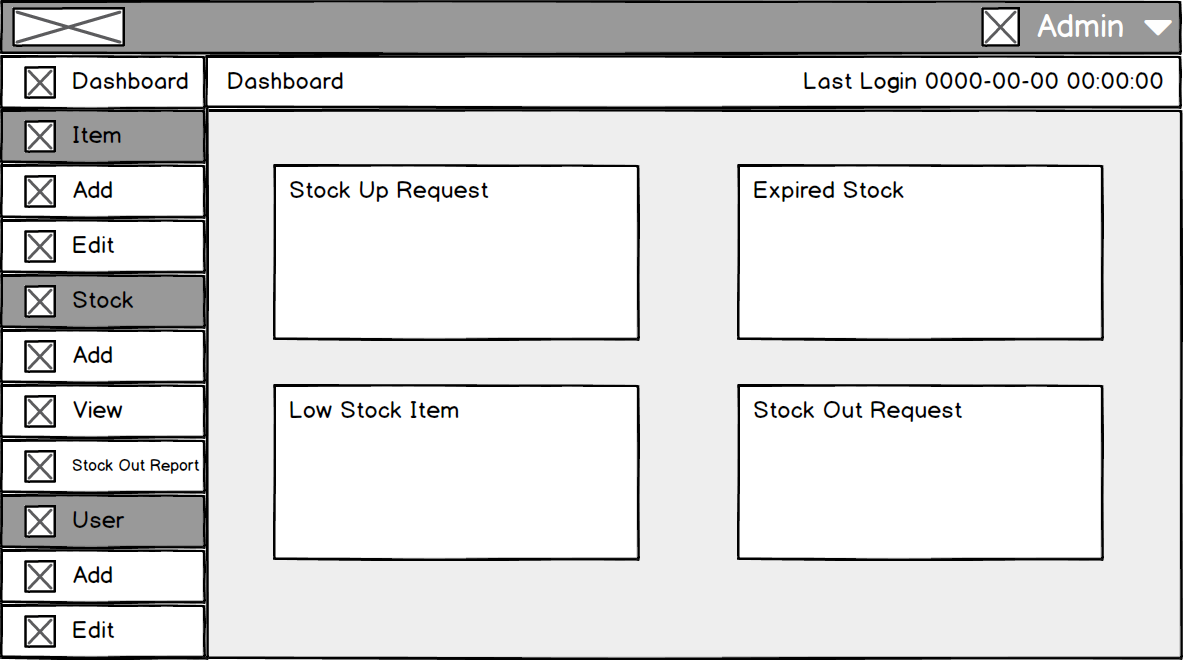 Admin
Dashboard
Dashboard
Last Login 0000-00-00 00:00:00
Item
Add
Edit
Stock
Add
View
Stock Out Report
User
Add
Edit
Stock Up Request
Expired Stock
Low Stock Item
Stock Out Request